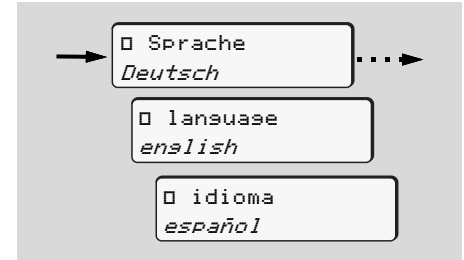 □ Sprache
Deutsch
□ language
english
□ idioma
español